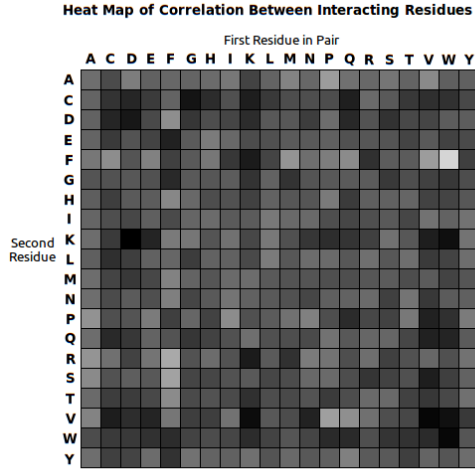 Heat Map of Correlation Between Interacting Residues
First Residue in Pair
A C D E F G H I K L M N P Q R S T V W Y
A
C
D
E
F
G
H
I
Second
Residue
K
L
M
N
P
Q
R
S
T
V
W
Y